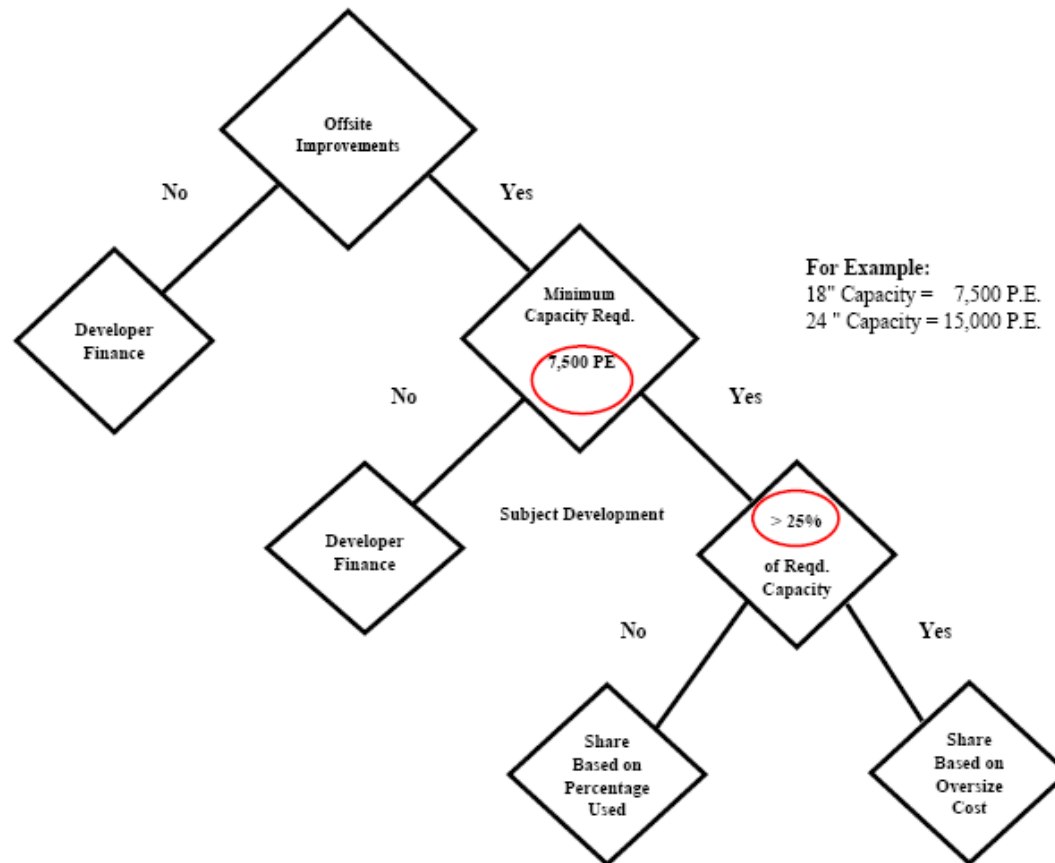 Offsite
Improvements
No
Yes
For Example:
18" Capacity = 7,500 P.E.
24 " Capacity = 15,000 P.E.
Minimum
Capacity Reqd.
7,500 PE
Developer
Finance
No
Yes
Subject Development
> 25%
of Reqd.
Capacity
Developer
Finance
No
Yes
Share
Based on
Percentage
Used
Share
Based on
Oversize
Cost